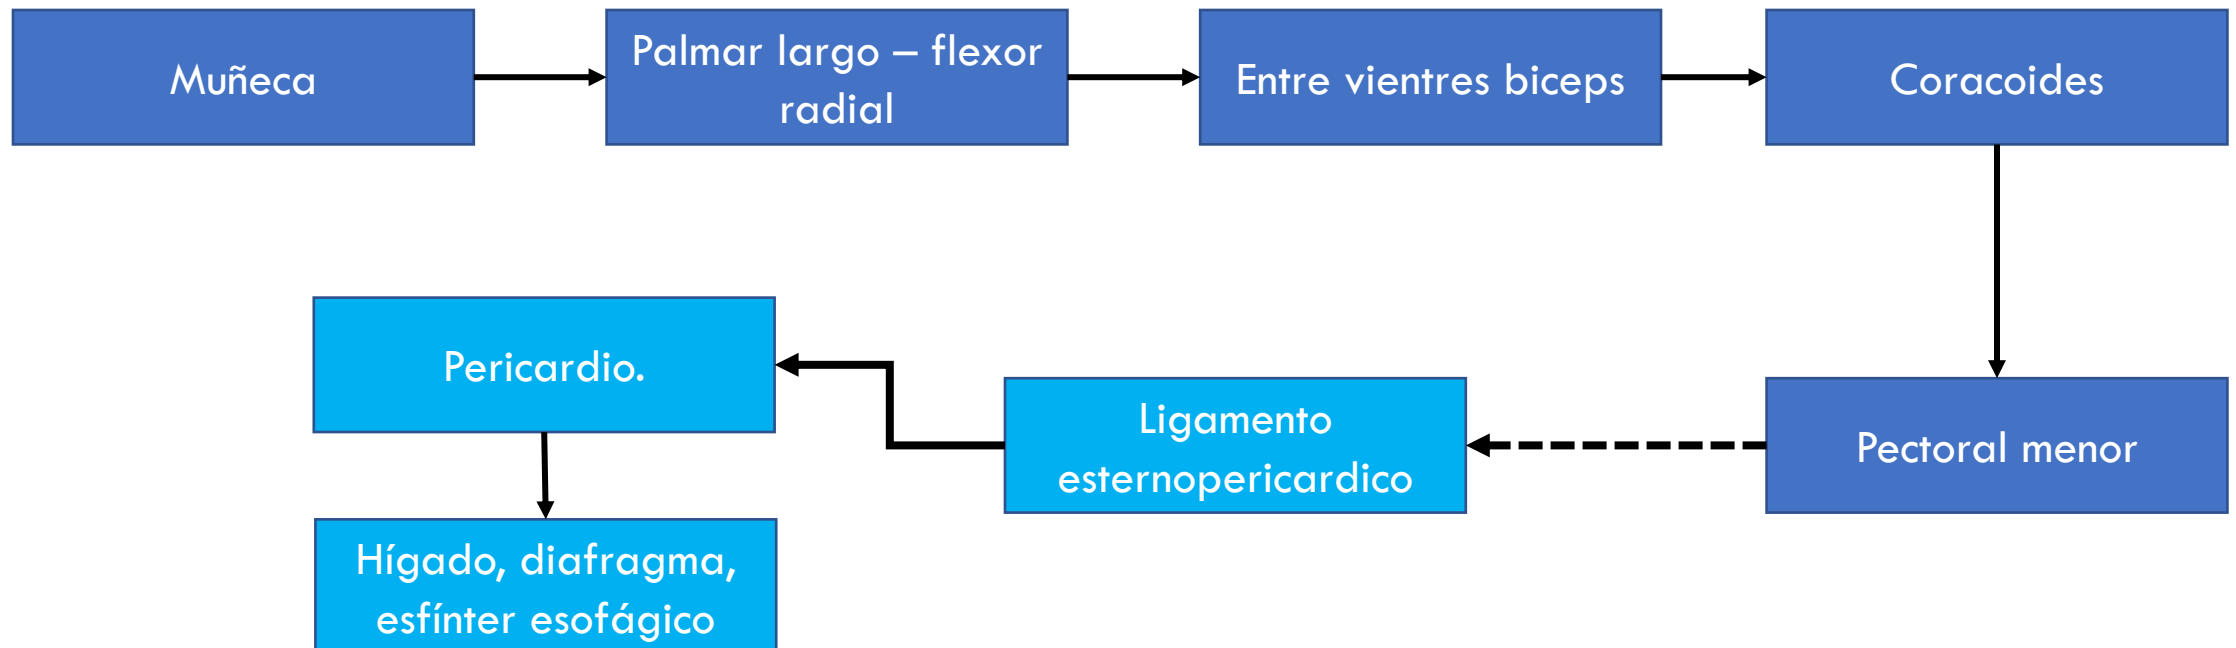 Muñeca
Palmar largo – flexor
radial
Entre vientres biceps
Coracoides
Pectoral menor
Ligamento
esternopericardico
Pericardio.
Hígado, diafragma,
esfínter esofágico